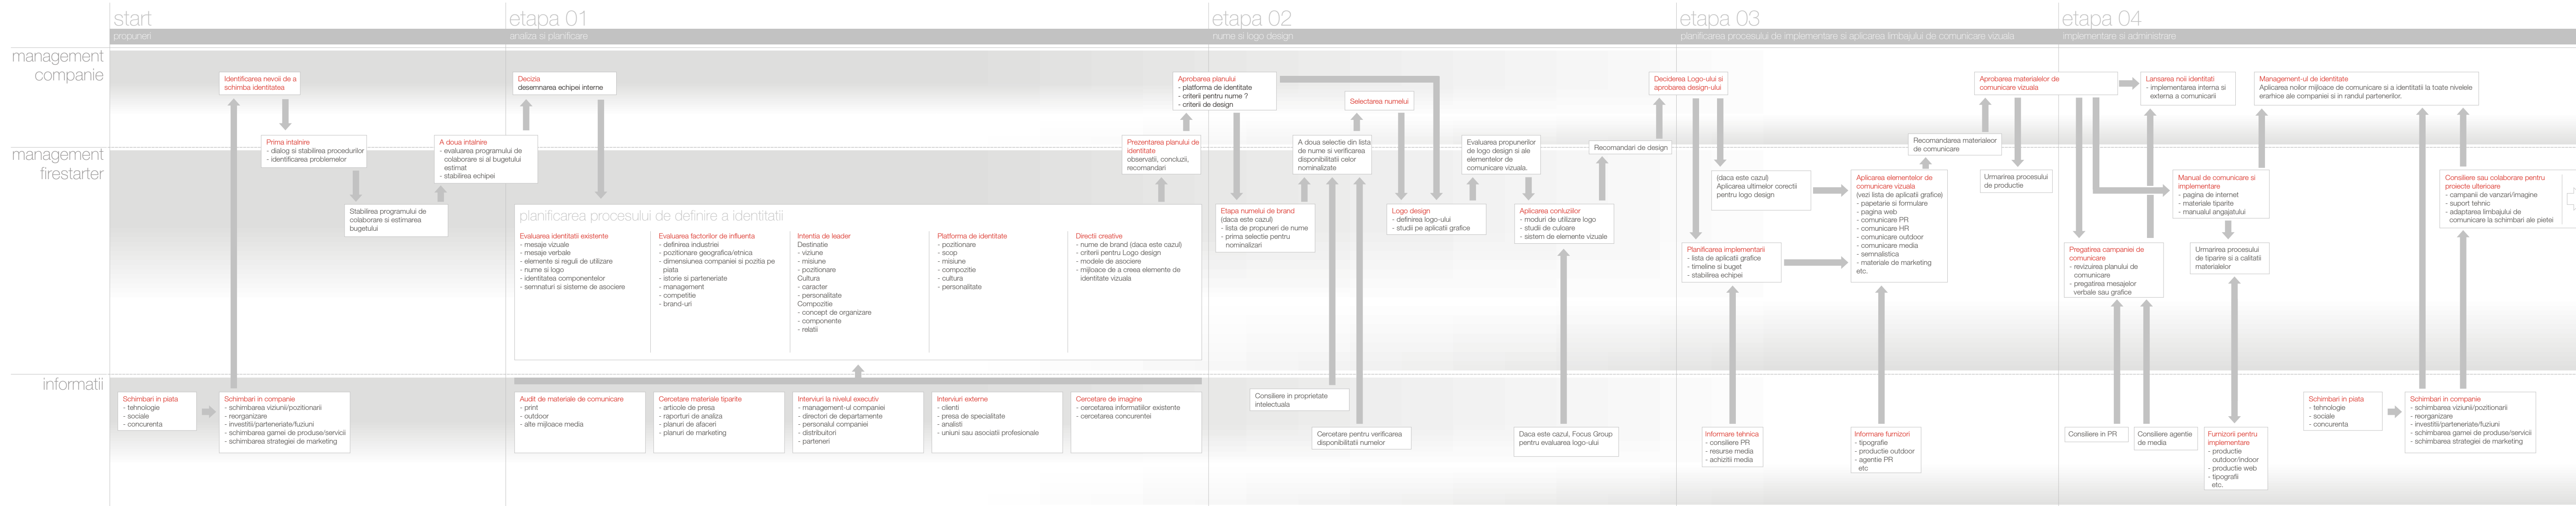 start
etapa 01
etapa 02
etapa 03
etapa 04
propuneri
analiza si planificare
nume si logo design
planificarea procesului de implementare si aplicarea limbajului de comunicare vizuala
implementare si administrare
management
companie
Identificarea nevoii de a
schimba identitatea
Decizia
desemnarea echipei interne
Aprobarea planului
- platforma de identitate
- criterii pentru nume ?
- criterii de design
Selectarea numelui
Deciderea Logo-ului si
aprobarea design-ului
Aprobarea materialelor de
comunicare vizuala
Lansarea noii identitati
- implementarea interna si
externa a comunicarii
Management-ul de identitate
Aplicarea noilor mijloace de comunicare si a identitatii la toate nivelele
erarhice ale companiei si in randul partenerilor.
management
firestarter
Prima intalnire
- dialog si stabilirea procedurilor
- identificarea problemelor
Stabilirea programului de
colaborare si estimarea
bugetului
A doua intalnire
- evaluarea programului de
colaborare si al bugetului
estimat
- stabilirea echipei
Prezentarea planului de
identitate
observatii, concluzii,
recomandari
planificarea procesului de definire a identitatii
Evaluarea identitatii existente
- mesaje vizuale
- mesaje verbale
- elemente si reguli de utilizare
- nume si logo
- identitatea componentelor
- semnaturi si sisteme de asociere
Evaluarea factorilor de influenta
- definirea industriei
- pozitionare geografica/etnica
- dimensiunea companiei si pozitia pe
piata
- istorie si parteneriate
- management
- competitie
- brand-uri
Intentia de leader
Destinatie
- viziune
- misiune
- pozitionare
Cultura
- caracter
- personalitate
Compozitie
- concept de organizare
- componente
- relatii
Platforma de identitate
- pozitionare
- scop
- misiune
- compozitie
- cultura
- personalitate
Directii creative
- nume de brand (daca este cazul)
- criterii pentru Logo design
- modele de asociere
- mijloace de a creea elemente de
identitate vizuala
Etapa numelui de brand
(daca este cazul)
- lista de propuneri de nume
- prima selectie pentru
nominalizari
A doua selectie din lista
de nume si verificarea
disponibilitatii celor
nominalizate
Logo design
- definirea logo-ului
- studii pe aplicatii grafice
Evaluarea propunerilor
de logo design si ale
elementelor de
comunicare vizuala.
Aplicarea conluziilor
- moduri de utilizare logo
- studii de culoare
- sistem de elemente vizuale
Recomandari de design
(daca este cazul)
Aplicarea ultimelor corectii
pentru logo design
Planificarea implementarii
- lista de aplicatii grafice
- timeline si buget
- stabilirea echipei
Aplicarea elementelor de
comunicare vizuala
(vezi lista de aplicatii grafice)
- papetarie si formulare
- pagina web
- comunicare PR
- comunicare HR
- comunicare outdoor
- comunicare media
- semnalistica
- materiale de marketing
etc.
Recomandarea materialeor
de comunicare
Urmarirea procesului
de productie
Pregatirea campaniei de
comunicare
- revizuirea planului de
comunicare
- pregatirea mesajelor
verbale sau grafice
Manual de comunicare si
implementare
- pagina de internet
- materiale tiparite
- manualul angajatului
Urmarirea procesului
de tiparire si a calitatii
materialelor
Consiliere sau colaborare pentru
proiecte ulterioare
- campanii de vanzari/imagine
- suport tehnic
- adaptarea limbajului de
comunicare la schimbari ale pietei
informatii
Schimbari in piata
- tehnologie
- sociale
- concurenta
Schimbari in companie
- schimbarea viziunii/pozitionarii
- reorganizare
- investitii/parteneriate/fuziuni
- schimbarea gamei de produse/servicii
- schimbarea strategiei de marketing
Audit de materiale de comunicare
- print
- outdoor
- alte mijloace media
Cercetare materiale tiparite
- articole de presa
- raporturi de analiza
- planuri de afaceri
- planuri de marketing
Interviuri la nivelul executiv
- management-ul companiei
- directori de departamente
- personalul companiei
- distribuitori
- parteneri
Interviuri externe
- clienti
- presa de specialitate
- analisti
- uniuni sau asociatii profesionale
Cercetare de imagine
- cercetarea informatiilor existente
- cercetarea concurentei
Consiliere in proprietate
intelectuala
Cercetare pentru verificarea
disponibilitatii numelor
Daca este cazul, Focus Group
pentru evaluarea logo-ului
Informare tehnica
- consiliere PR
- resurse media
- achizitii media
Informare furnizori
- tipografie
- productie outdoor
- agentie PR
etc
Consiliere in PR
Consiliere agentie
de media
Furnizorii pentru
implementare
- productie
outdoor/indoor
- productie web
- tipografii
etc.
Schimbari in piata
- tehnologie
- sociale
- concurenta
Schimbari in companie
- schimbarea viziunii/pozitionarii
- reorganizare
- investitii/parteneriate/fuziuni
- schimbarea gamei de produse/servicii
- schimbarea strategiei de marketing